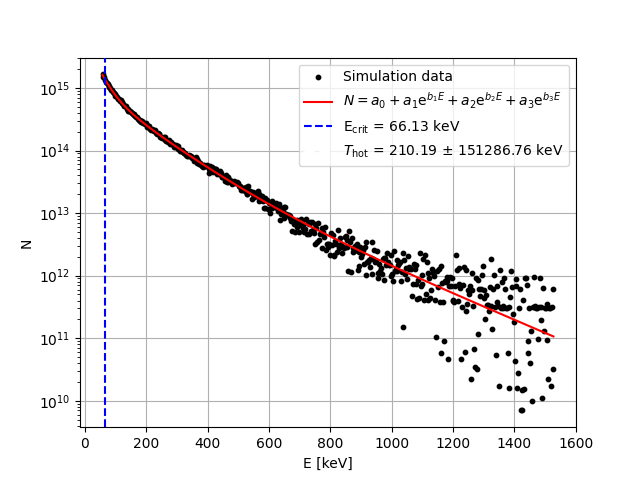 Simulation data
N = a₀ + a₁e^{b₁E} + a₂e^{b₂E} + a₃e^{b₃E}
E_crit = 66.13 keV
T_hot = 210.19 ± 151286.76 keV
10¹⁵
10¹⁴
10¹³
10¹²
10¹¹
10¹⁰
N
0 200 400 600 800 1000 1200 1400 1600
E [keV]